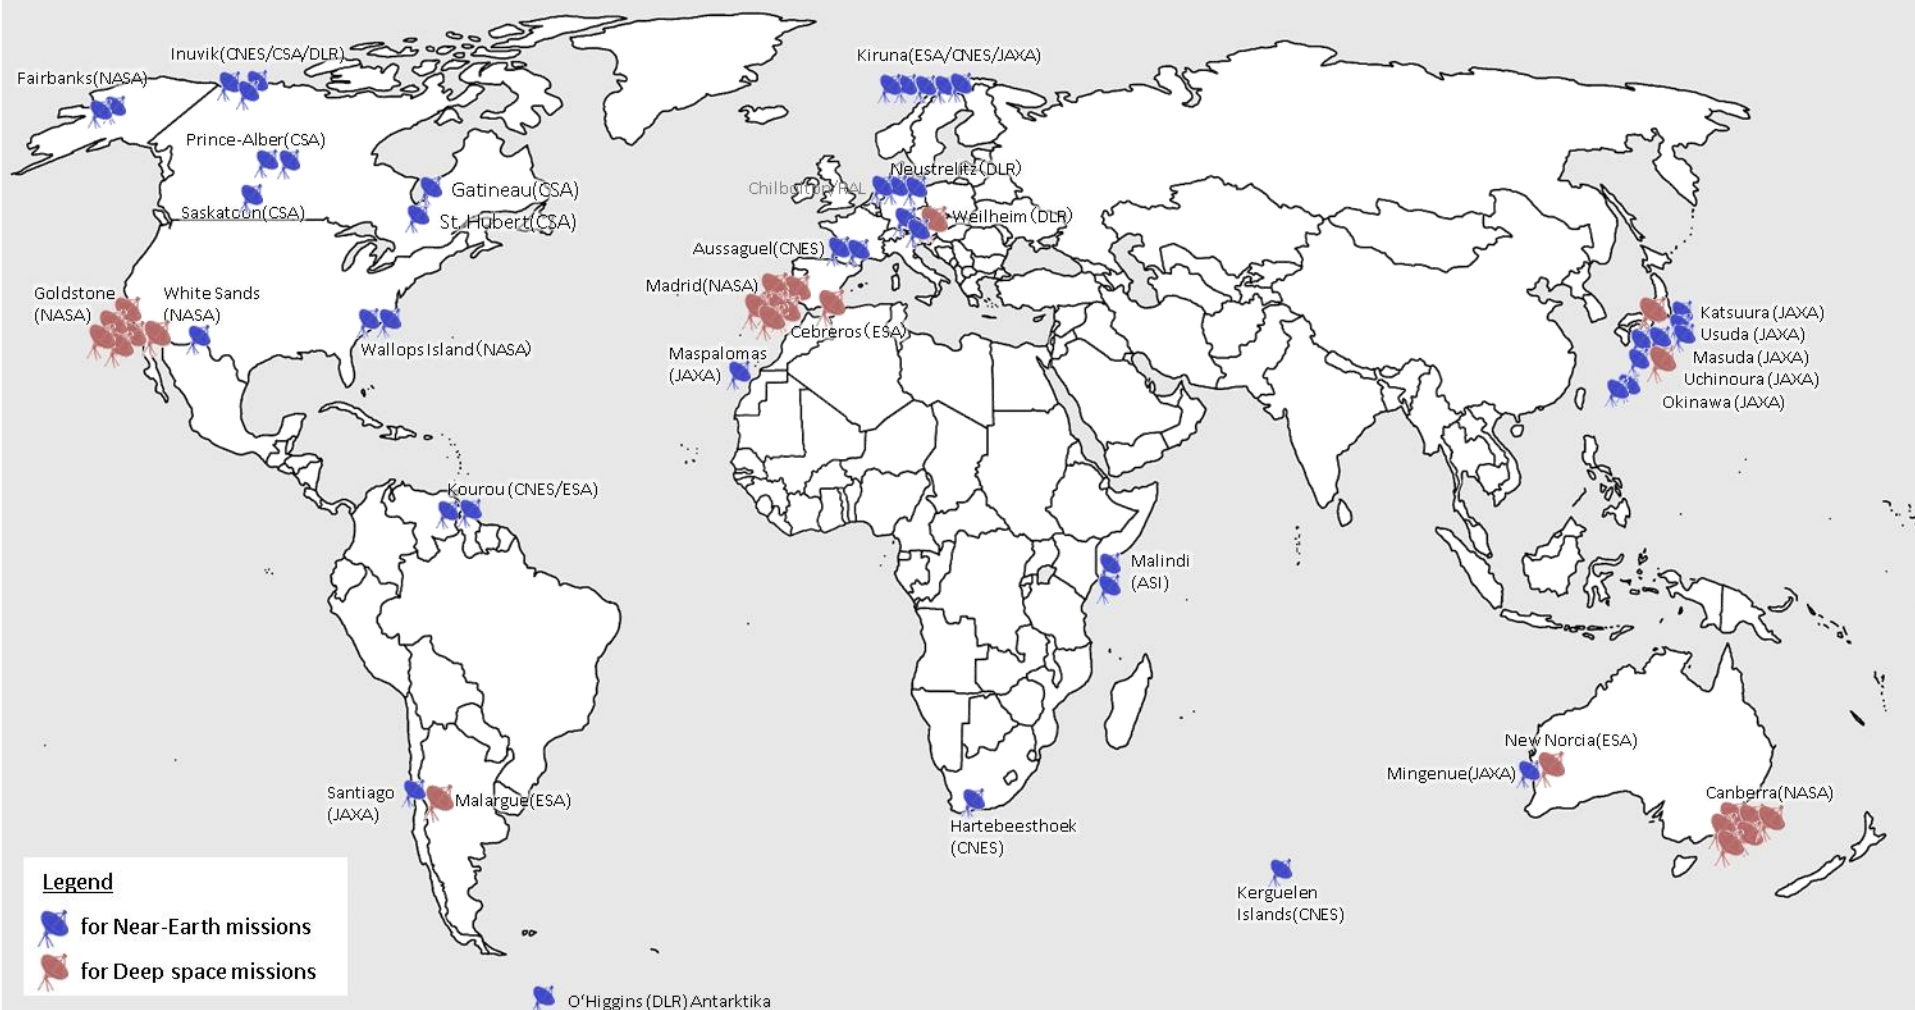 Inuvik(CNES/CSA/DLR)
Kiruna(ESA/CNES/JAXA)
Fairbanks(NASA)
Prince-Alber(CSA)
Neustrelitz(DLR)
Chilbolton/RAL
Gatineau(CSA)
Saskatoon(CSA)
St. Hubert(CSA)
Weilheim (DLR)
Aussaguel(CNES)
Madrid(NASA)
Goldstone
(NASA)
White Sands
(NASA)
Katsuura (JAXA)
Usuda (JAXA)
Cebreros(ESA)
Wallops Island(NASA)
Maspalomas
(JAXA)
Masuda (JAXA)
Uchinoura (JAXA)
Okinawa (JAXA)
Kourou (CNES/ESA)
Malindi
(ASI)
New Norcia(ESA)
Mingenue(JAXA)
Canberra(NASA)
Santiago
(JAXA)
Malargue(ESA)
Hartebeesthoek
(CNES)
Kerguelen
Islands(CNES)
Legend
for Near-Earth missions
for Deep space missions
O'Higgins (DLR) Antarktika